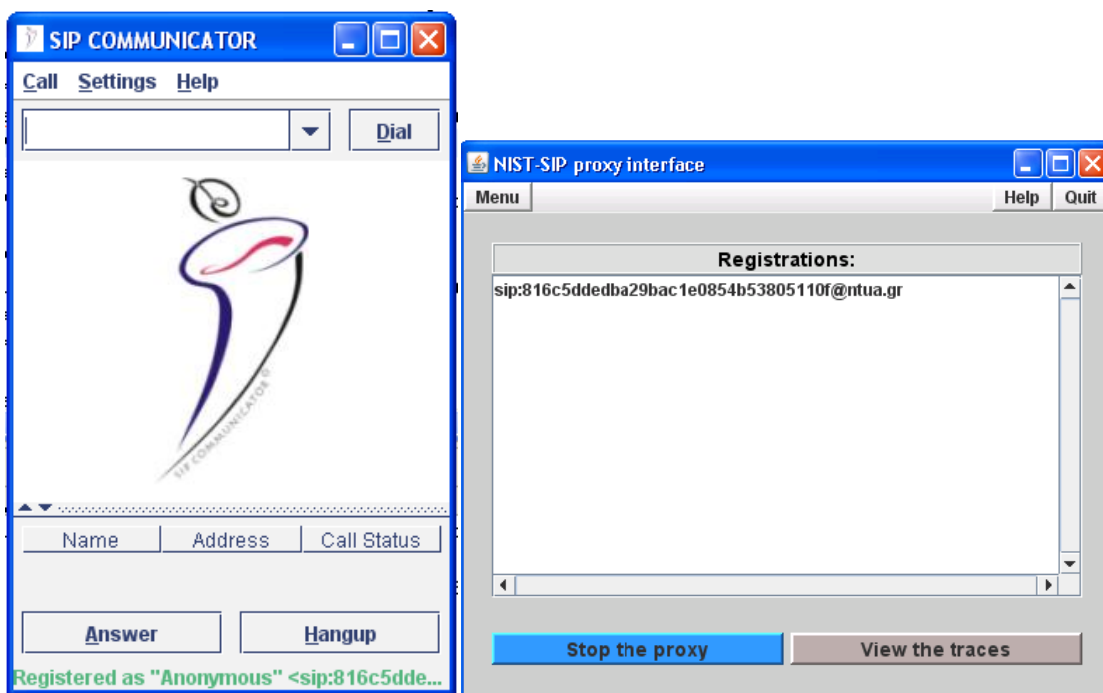 SIP COMMUNICATOR
Call Settings Help
Dial
SIP COMMUNICATOR ©
Name Address Call Status
Answer Hangup
Registered as "Anonymous" <sip:816c5dde...
NIST-SIP proxy interface
Menu Help Quit
Registrations:
sip:816c5ddedba29bac1e0854b53805110f@ntua.gr
Stop the proxy View the traces